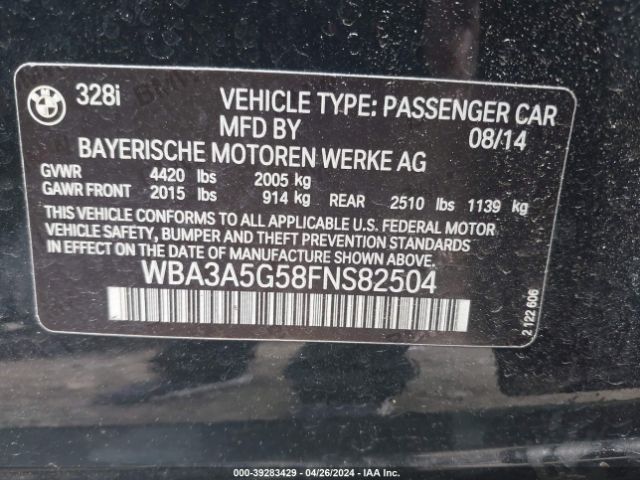 BMW
328i
VEHICLE TYPE: PASSENGER CAR
MFD BY 08/14
BAYERISCHE MOTOREN WERKE AG
GVWR 4420 lbs 2005 kg
GAWR FRONT 2015 lbs 914 kg REAR 2510 lbs 1139 kg
THIS VEHICLE CONFORMS TO ALL APPLICABLE U.S. FEDERAL MOTOR
VEHICLE SAFETY, BUMPER AND THEFT PREVENTION STANDARDS
IN EFFECT ON THE DATE OF MANUFACTURE SHOWN ABOVE.
WBA3A5G58FNS82504
2 122 606
000-39283429 - 04/26/2024 - IAA Inc.